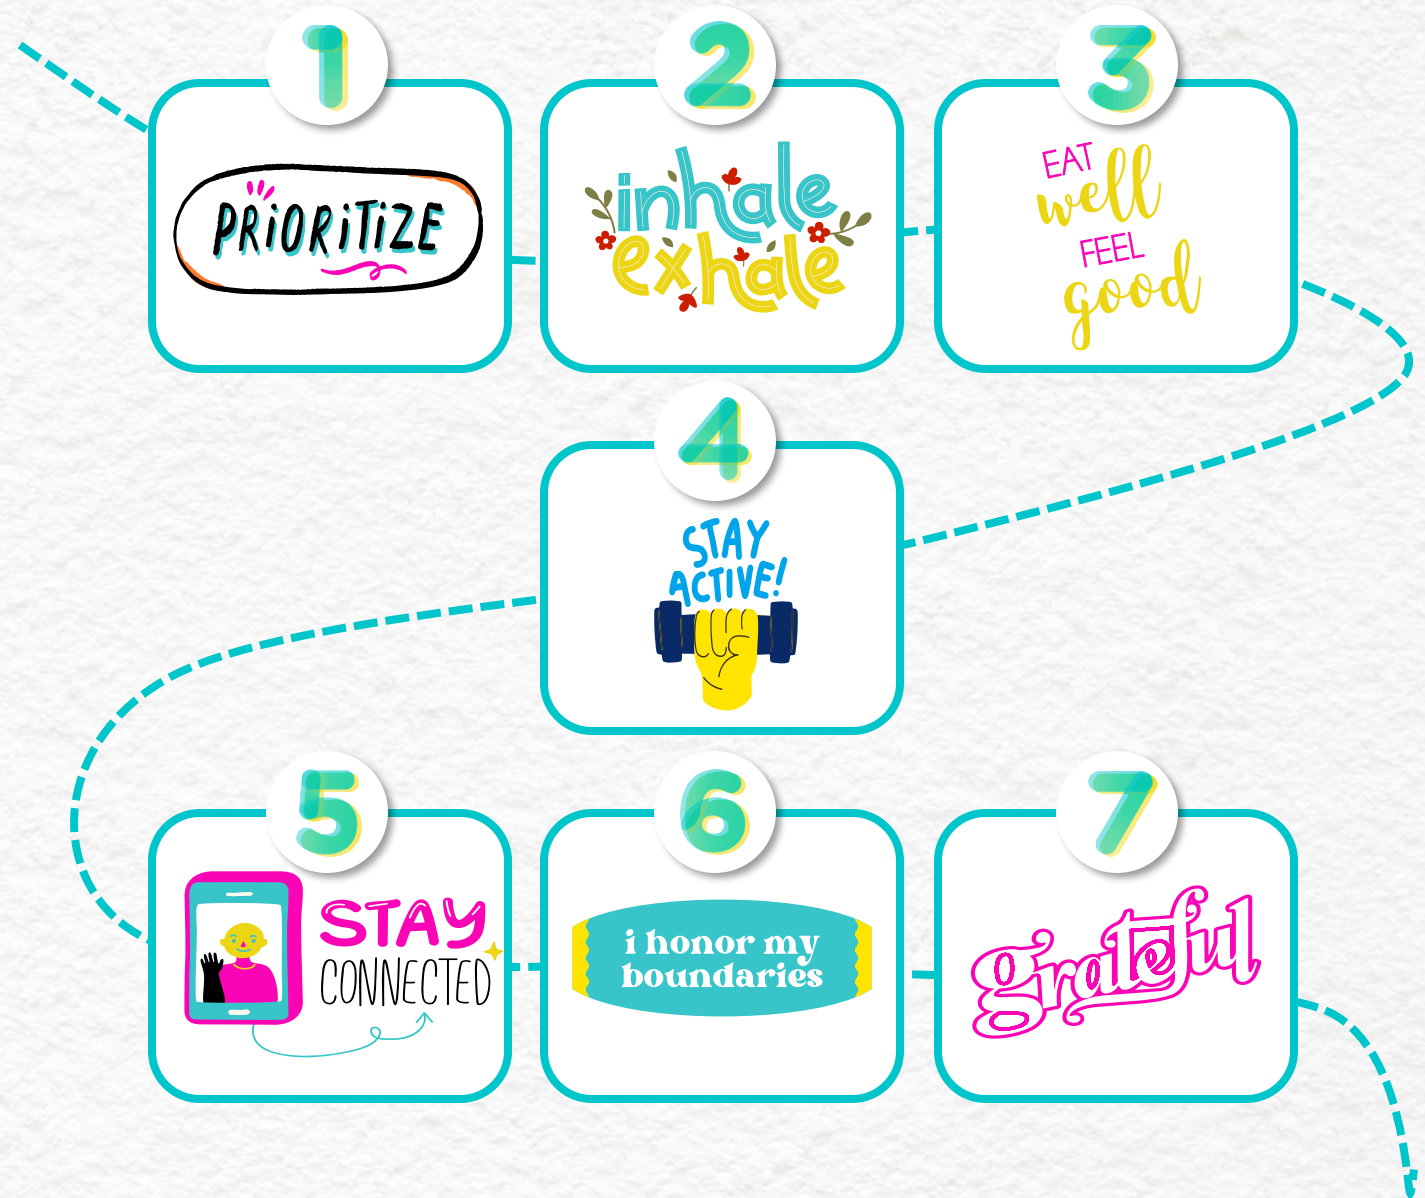 1
PRiORiTiZE
2
inhale
exhale
3
EAT
well
FEEL
good
4
STAY
ACTIVE!
5
STAY
CONNECTED
6
i honor my
boundaries
7
grateful